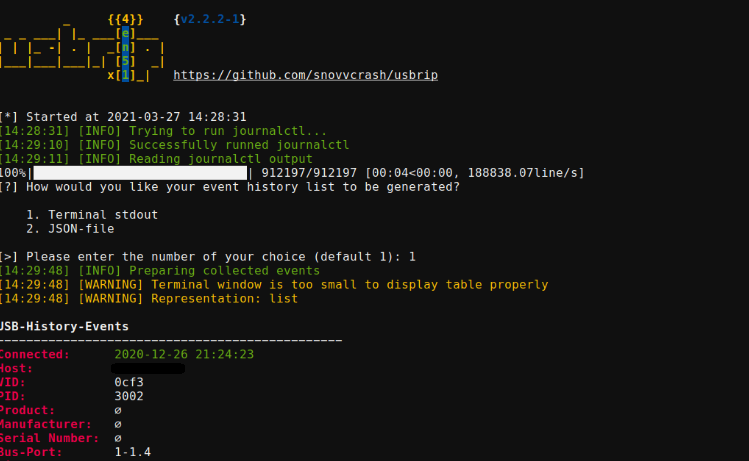 _     {{4}}    {v2.2.2-1}
 _ _ ___| |_ ___[e]___
| | |_ -| . |  _[n] . |
|___|___|___|_| [5]  _|
               x[1]_|   https://github.com/snovvcrash/usbrip
[*] Started at 2021-03-27 14:28:31
[14:28:31] [INFO] Trying to run journalctl...
[14:29:10] [INFO] Successfully runned journalctl
[14:29:11] [INFO] Reading journalctl output
100%| | 912197/912197 [00:04<00:00, 188838.07line/s]
[?] How would you like your event history list to be generated?
1. Terminal stdout
2. JSON-file
[>] Please enter the number of your choice (default 1): 1
[14:29:48] [INFO] Preparing collected events
[14:29:48] [WARNING] Terminal window is too small to display table properly
[14:29:48] [WARNING] Representation: list
USB-History-Events
----------------------------------------------
Connected: 2020-12-26 21:24:23
Host:
VID: 0cf3
PID: 3002
Product: ∅
Manufacturer: ∅
Serial Number: ∅
Bus-Port: 1-1.4